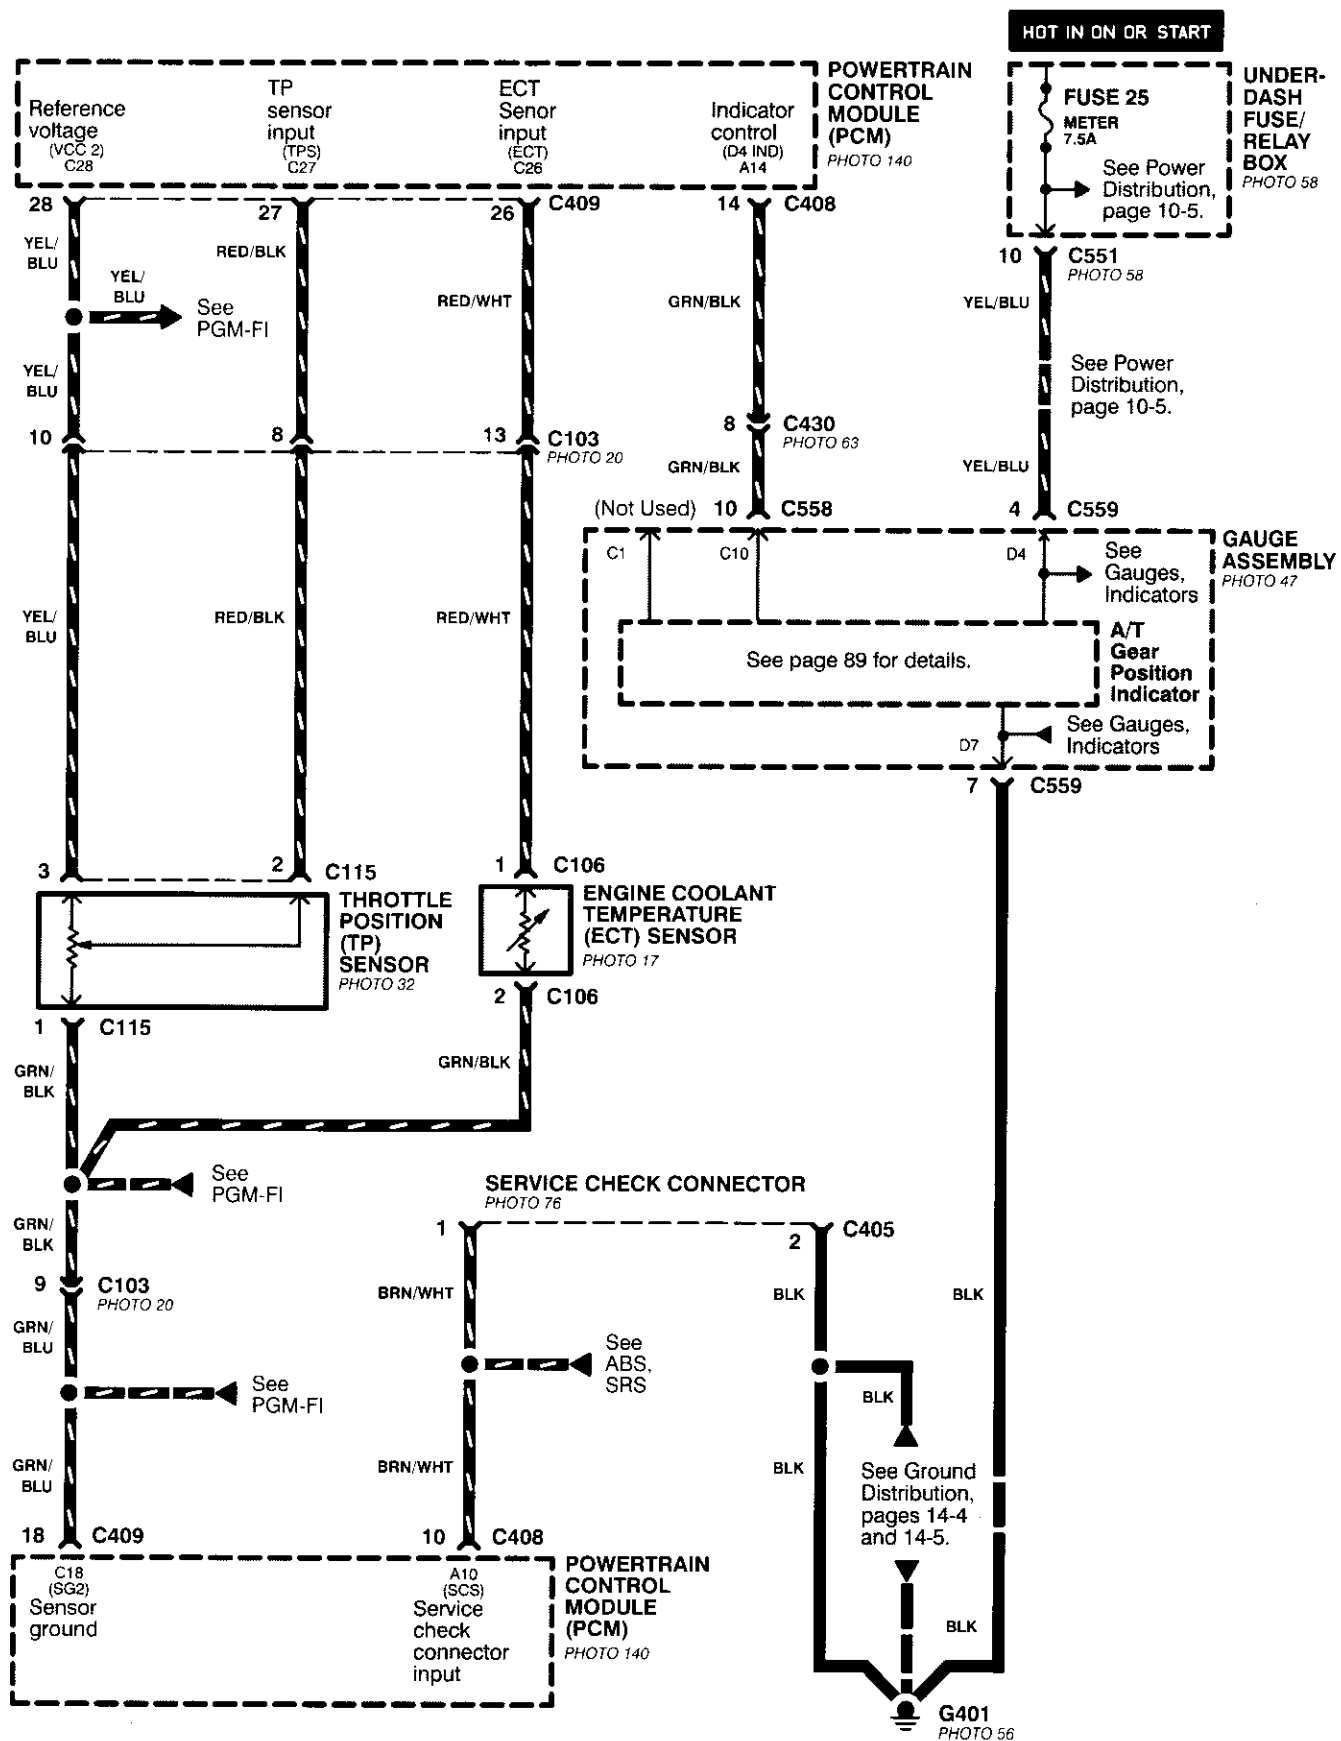 HOT IN ON OR START
Reference
voltage
(VCC 2)
C28
TP
sensor
input
(TPS)
C27
ECT
Senor
input
(ECT)
C26
Indicator
control
(D4 IND)
A14
POWERTRAIN
CONTROL
MODULE
(PCM)
PHOTO 140
FUSE 25
METER
7.5A
See Power
Distribution,
page 10-5.
UNDER-
DASH
FUSE/
RELAY
BOX
PHOTO 58
28
27
26
C409
14
C408
10
C551
PHOTO 58
YEL/
BLU
YEL/
BLU
See
PGM-FI
RED/BLK
RED/WHT
GRN/BLK
YEL/BLU
YEL/
BLU
See Power
Distribution,
page 10-5.
10
8
13
C103
PHOTO 20
8
C430
PHOTO 63
GRN/BLK
YEL/BLU
(Not Used)
10
C558
4
C559
C1
C10
D4
See
Gauges,
Indicators
GAUGE
ASSEMBLY
PHOTO 47
YEL/
BLU
RED/BLK
RED/WHT
See page 89 for details.
A/T
Gear
Position
Indicator
D7
See Gauges,
Indicators
7
C559
3
2
C115
1
C106
THROTTLE
POSITION
(TP)
SENSOR
PHOTO 32
ENGINE COOLANT
TEMPERATURE
(ECT) SENSOR
PHOTO 17
1
C115
2
C106
GRN/
BLK
GRN/BLK
See
PGM-FI
SERVICE CHECK CONNECTOR
PHOTO 76
GRN/
BLK
1
2
C405
9
C103
PHOTO 20
BRN/WHT
BLK
BLK
GRN/
BLU
See
ABS,
SRS
See
PGM-FI
BLK
GRN/
BLU
BRN/WHT
BLK
See Ground
Distribution,
pages 14-4
and 14-5.
18
C409
10
C408
C18
(SG2)
Sensor
ground
A10
(SCS)
Service
check
connector
input
POWERTRAIN
CONTROL
MODULE
(PCM)
PHOTO 140
BLK
G401
PHOTO 56